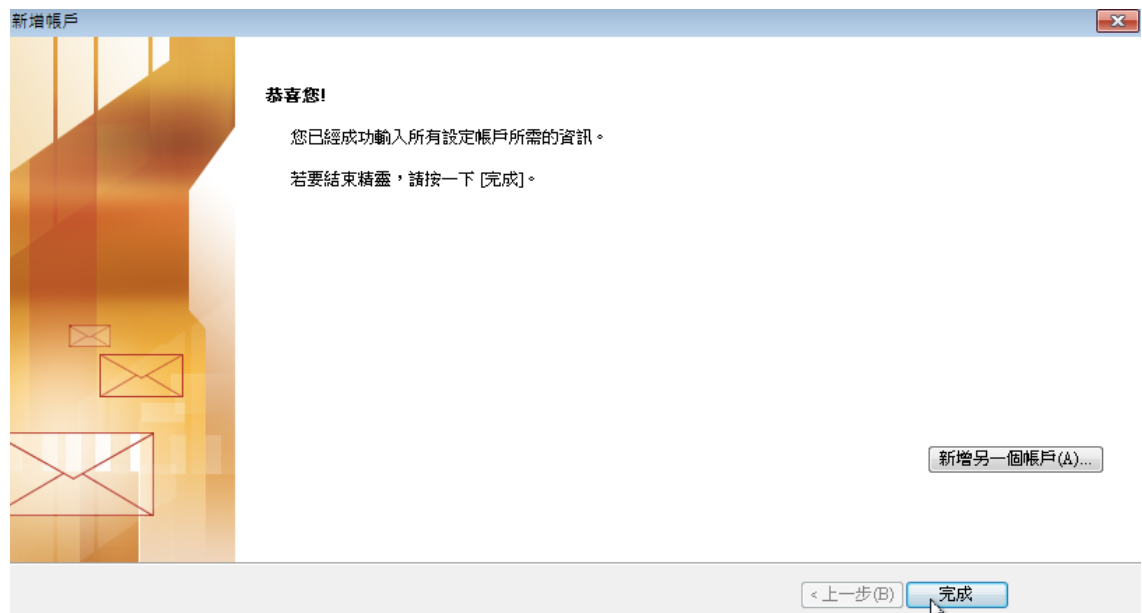 新增帳戶
恭喜您!
您已經成功輸入所有設定帳戶所需的資訊。
若要結束精靈，請按一下 [完成]。
新增另一個帳戶(A)...
<上一步(B)
完成